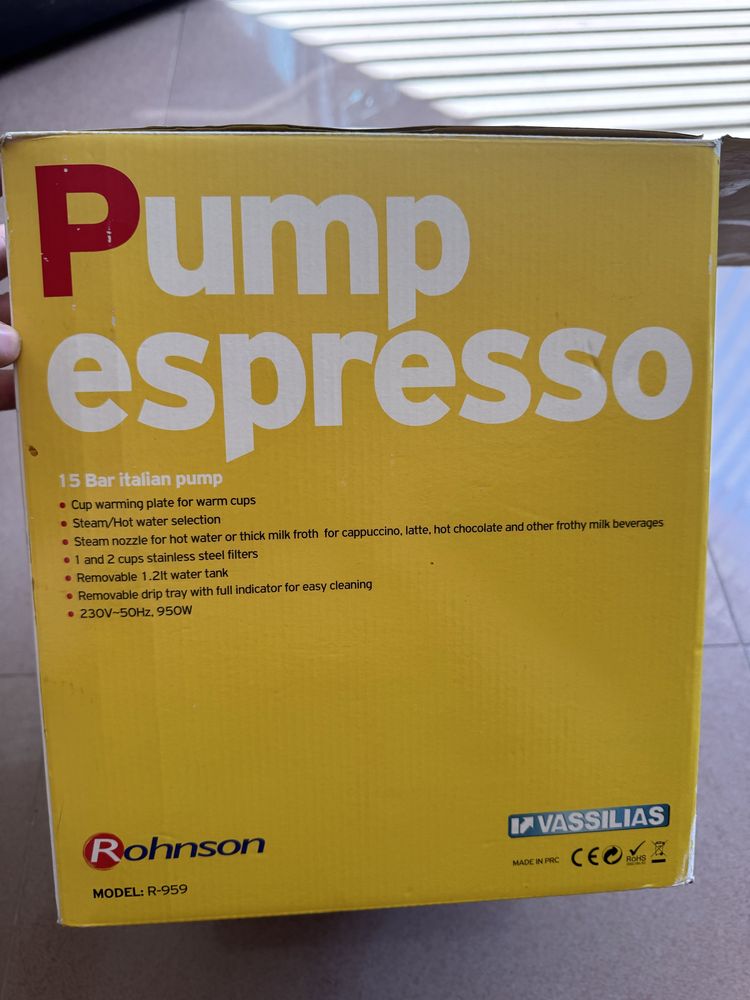 Pump
espresso
15 Bar italian pump
• Cup warming plate for warm cups
• Steam/Hot water selection
• Steam nozzle for hot water or thick milk froth for cappuccino, latte, hot chocolate and other frothy milk beverages
• 1 and 2 cups stainless steel filters
• Removable 1.2lt water tank
• Removable drip tray with full indicator for easy cleaning
• 230V~50Hz, 950W
VASSILIAS
Rohnson
MADE IN PRC CE RoHS
MODEL: R-959